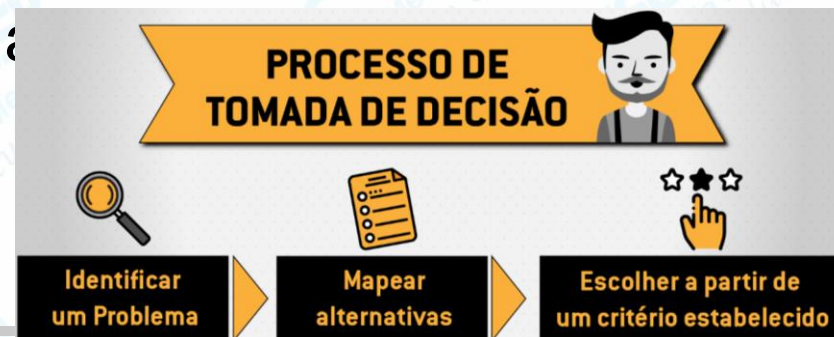 PROCESSO DE
TOMADA DE DECISÃO
Identificar
um Problema
Mapear
alternativas
Escolher a partir de
um critério estabelecido